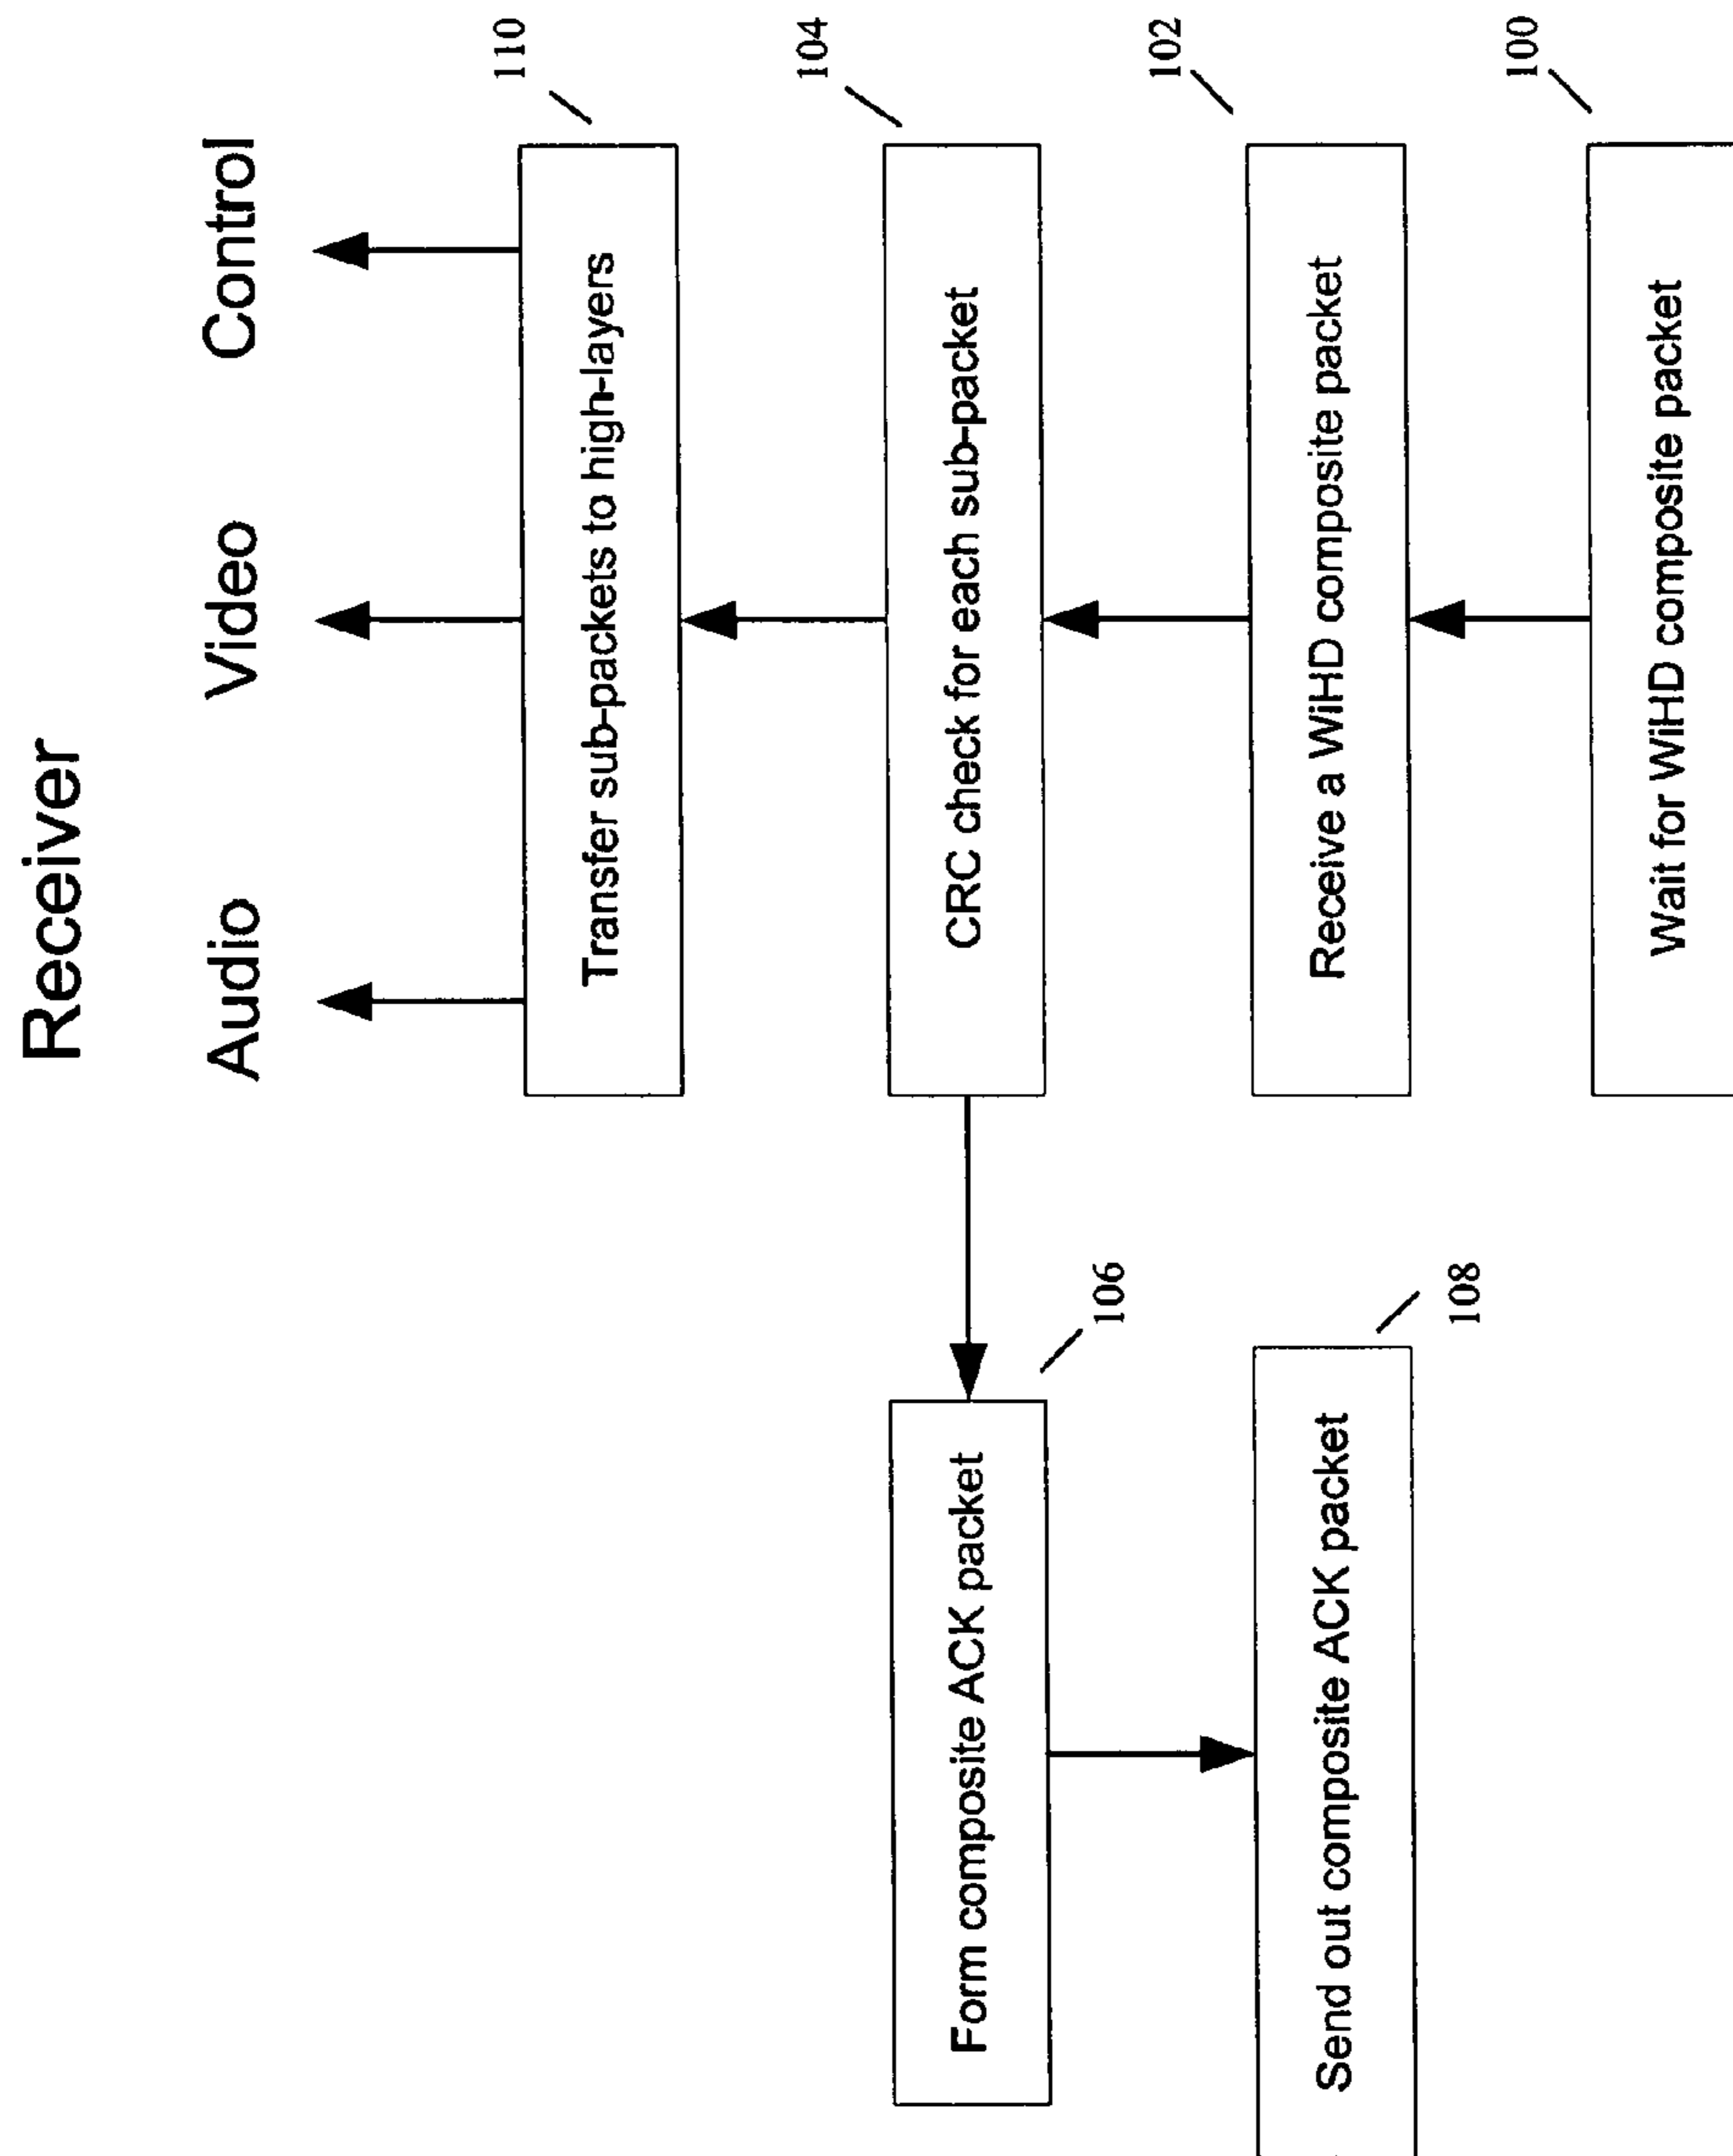 Receiver
Audio
Video
Control
110
Transfer sub-packets to high-layers
104
CRC check for each sub-packet
106
Form composite ACK packet
102
Receive a WiHD composite packet
108
Send out composite ACK packet
100
Wait for WiHD composite packet